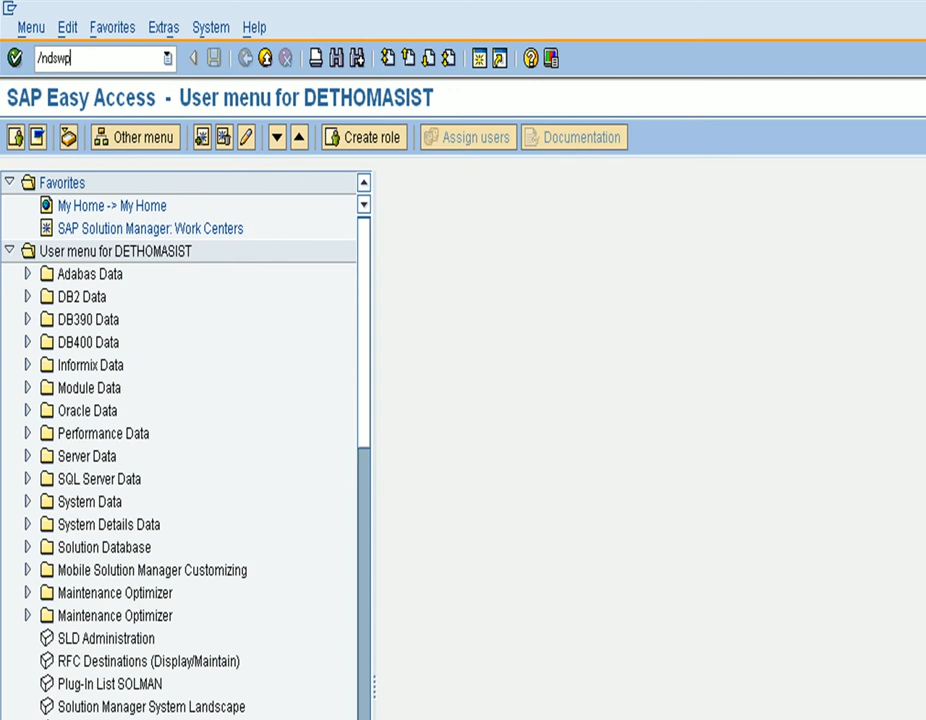 Menu Edit Favorites Extras System Help
/ndswp
SAP Easy Access - User menu for DETHOMASIST
Other menu Create role Assign users Documentation
Favorites
My Home -> My Home
SAP Solution Manager: Work Centers
User menu for DETHOMASIST
Adabas Data
DB2 Data
DB390 Data
DB400 Data
Informix Data
Module Data
Oracle Data
Performance Data
Server Data
SQL Server Data
System Data
System Details Data
Solution Database
Mobile Solution Manager Customizing
Maintenance Optimizer
Maintenance Optimizer
SLD Administration
RFC Destinations (Display/Maintain)
Plug-In List SOLMAN
Solution Manager System Landscape